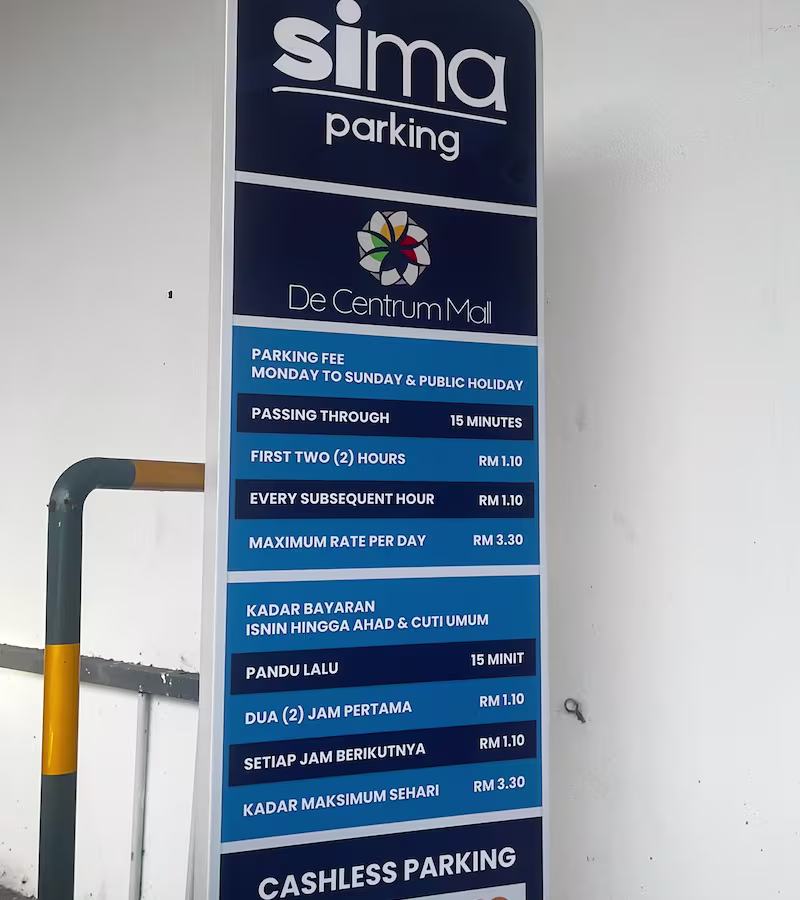 sima
parking
De Centrum Mall
PARKING FEE
MONDAY TO SUNDAY & PUBLIC HOLIDAY
PASSING THROUGH 15 MINUTES
FIRST TWO (2) HOURS RM 1.10
EVERY SUBSEQUENT HOUR RM 1.10
MAXIMUM RATE PER DAY RM 3.30
KADAR BAYARAN
ISNIN HINGGA AHAD & CUTI UMUM
PANDU LALU 15 MINIT
DUA (2) JAM PERTAMA RM 1.10
SETIAP JAM BERIKUTNYA RM 1.10
KADAR MAKSIMUM SEHARI RM 3.30
CASHLESS PARKING